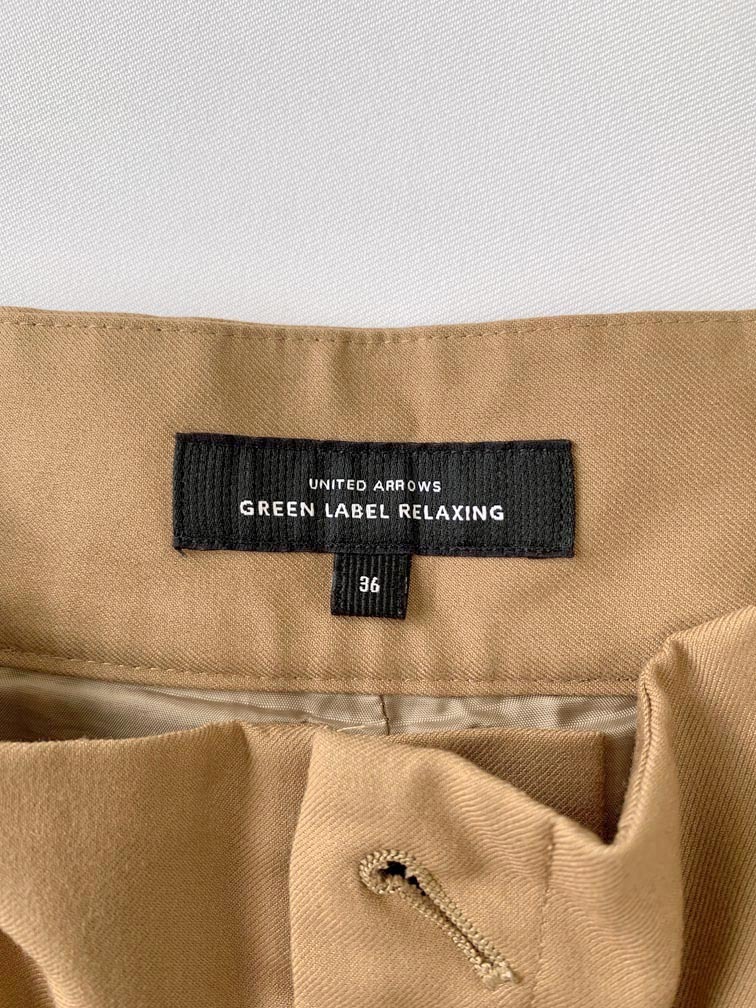 UNITED ARROWS
GREEN LABEL RELAXING
36